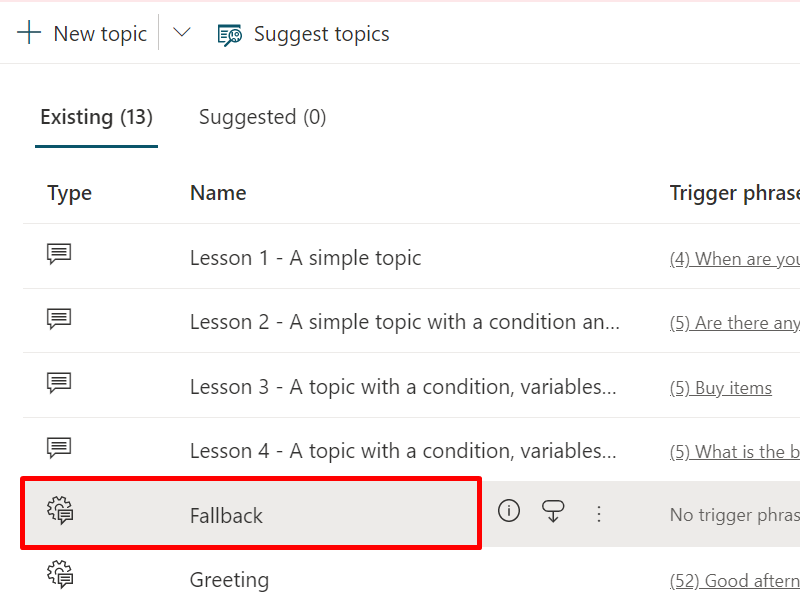 New topic Suggest topics
Existing (13) Suggested (0)
Type Name Trigger phrase
Lesson 1 - A simple topic (4) When are you
Lesson 2 - A simple topic with a condition an... (5) Are there any
Lesson 3 - A topic with a condition, variables... (5) Buy items
Lesson 4 - A topic with a condition, variables... (5) What is the b
Fallback No trigger phras
Greeting (52) Good aftern